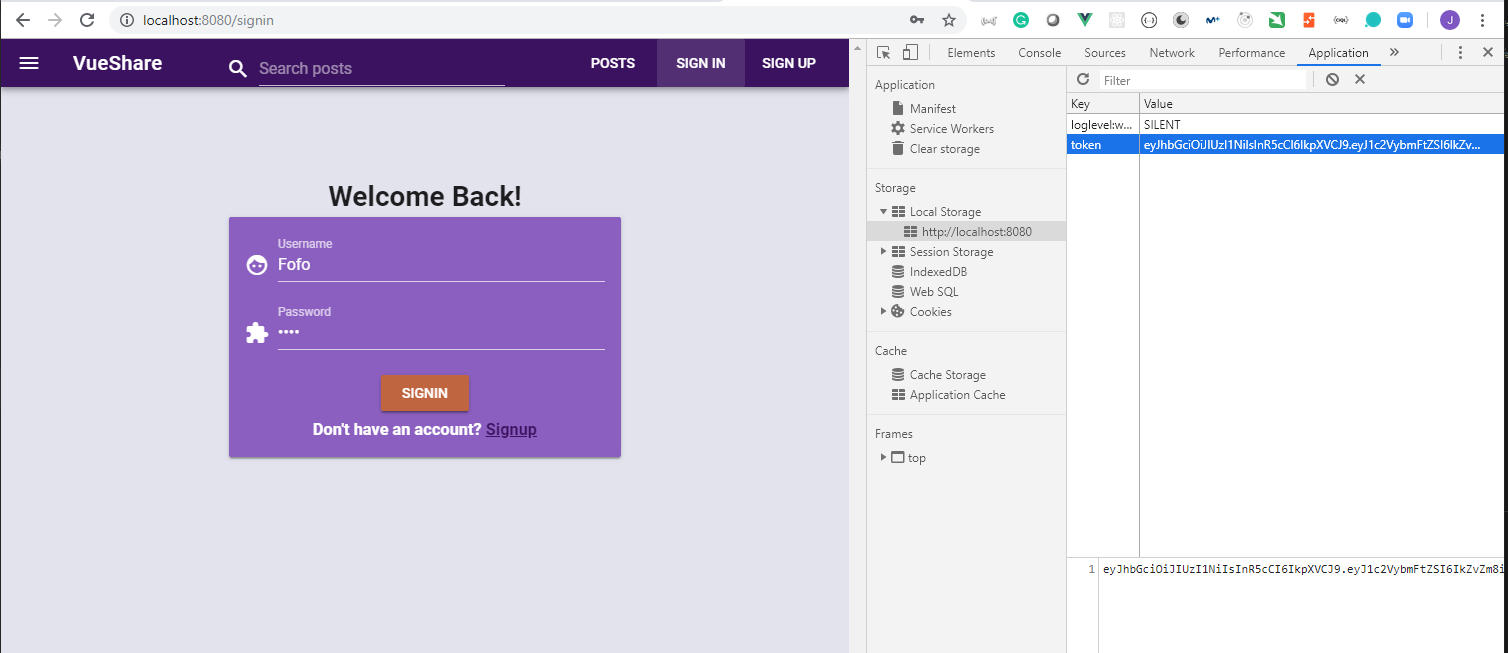 localhost:8080/signin
J
VueShare
Search posts
POSTS
SIGN IN
SIGN UP
Welcome Back!
Username
Fofo
Password
••••
SIGNIN
Don't have an account? Signup
Elements
Console
Sources
Network
Performance
Application
»
Application
Manifest
Service Workers
Clear storage
Storage
Local Storage
http://localhost:8080
Session Storage
IndexedDB
Web SQL
Cookies
Cache
Cache Storage
Application Cache
Frames
top
Filter
Key Value
loglevel:w... SILENT
token eyJhbGciOiJIUzI1NiIsInR5cCI6IkpXVCJ9.eyJ1c2VybmFtZSI6IkZv...
1 eyJhbGciOiJIUzI1NiIsInR5cCI6IkpXVCJ9.eyJ1c2VybmFtZSI6IkZvZm8i